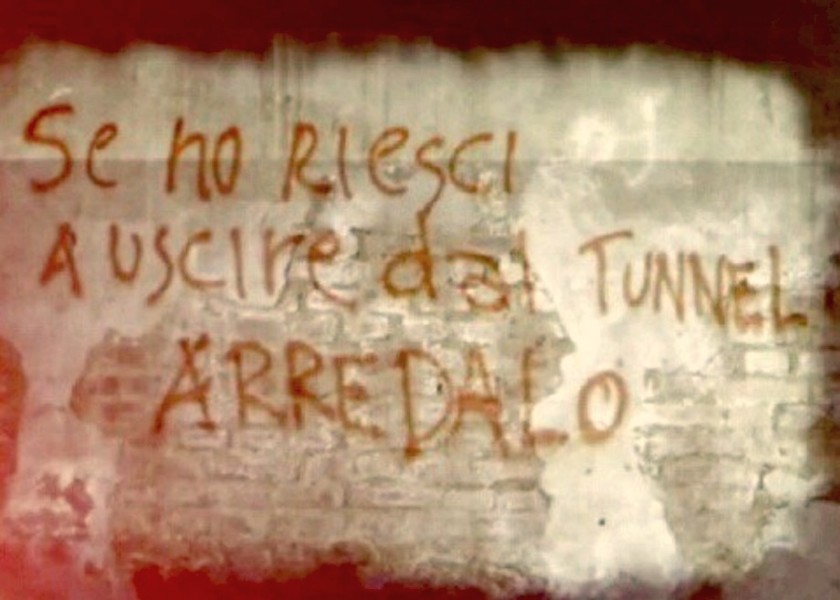 Se no RIescI
A uscire dal TUNNEL
ARREDALO